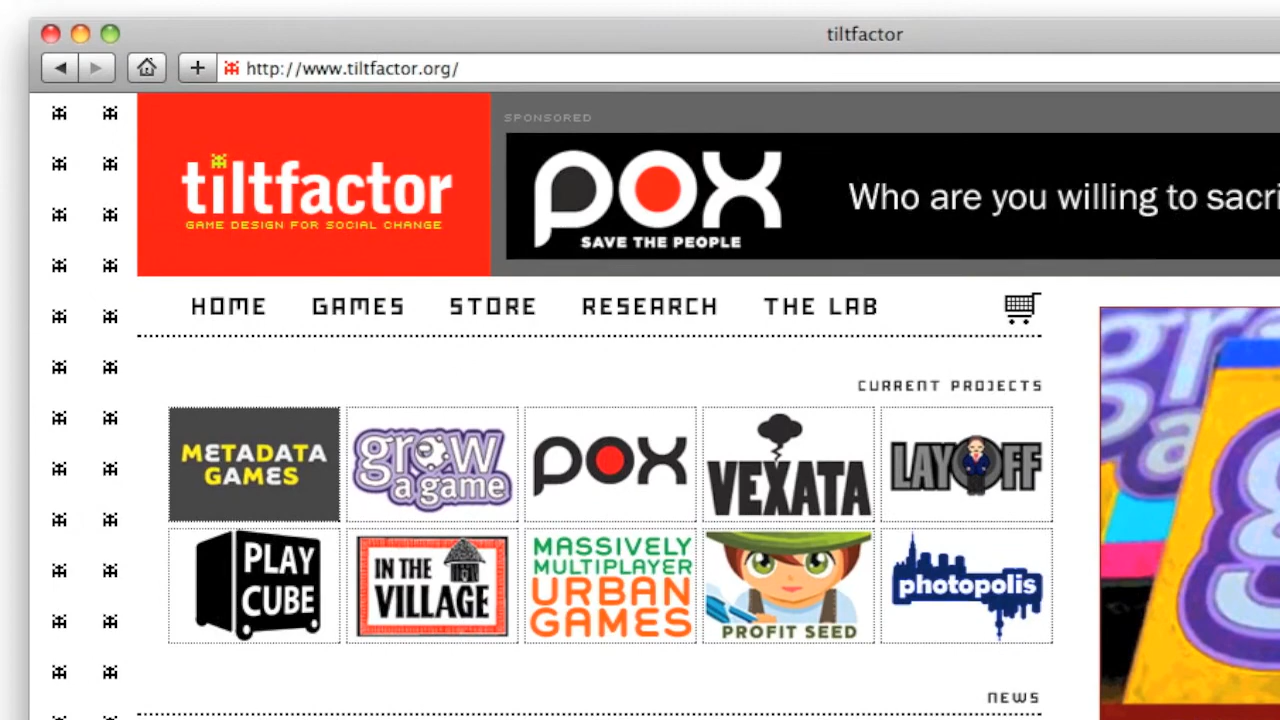 tiltfactor
http://www.tiltfactor.org/
tiltfactor
GAME DESIGN FOR SOCIAL CHANGE
SPONSORED
POX
SAVE THE PEOPLE
Who are you willing to sacri
HOME GAMES STORE RESEARCH THE LAB
CURRENT PROJECTS
METADATA
GAMES
grow
a game
POX
VEXATA
LAYOFF
PLAY
CUBE
IN THE
VILLAGE
MASSIVELY
MULTIPLAYER
URBAN
GAMES
PROFIT SEED
photopolis
NEWS